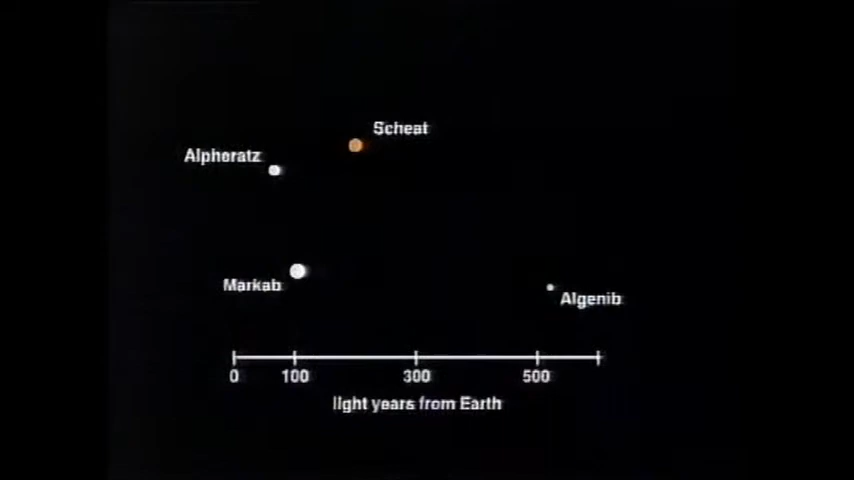 Scheat
Alpheratz
Markab
Algenib
0 100 300 500
light years from Earth